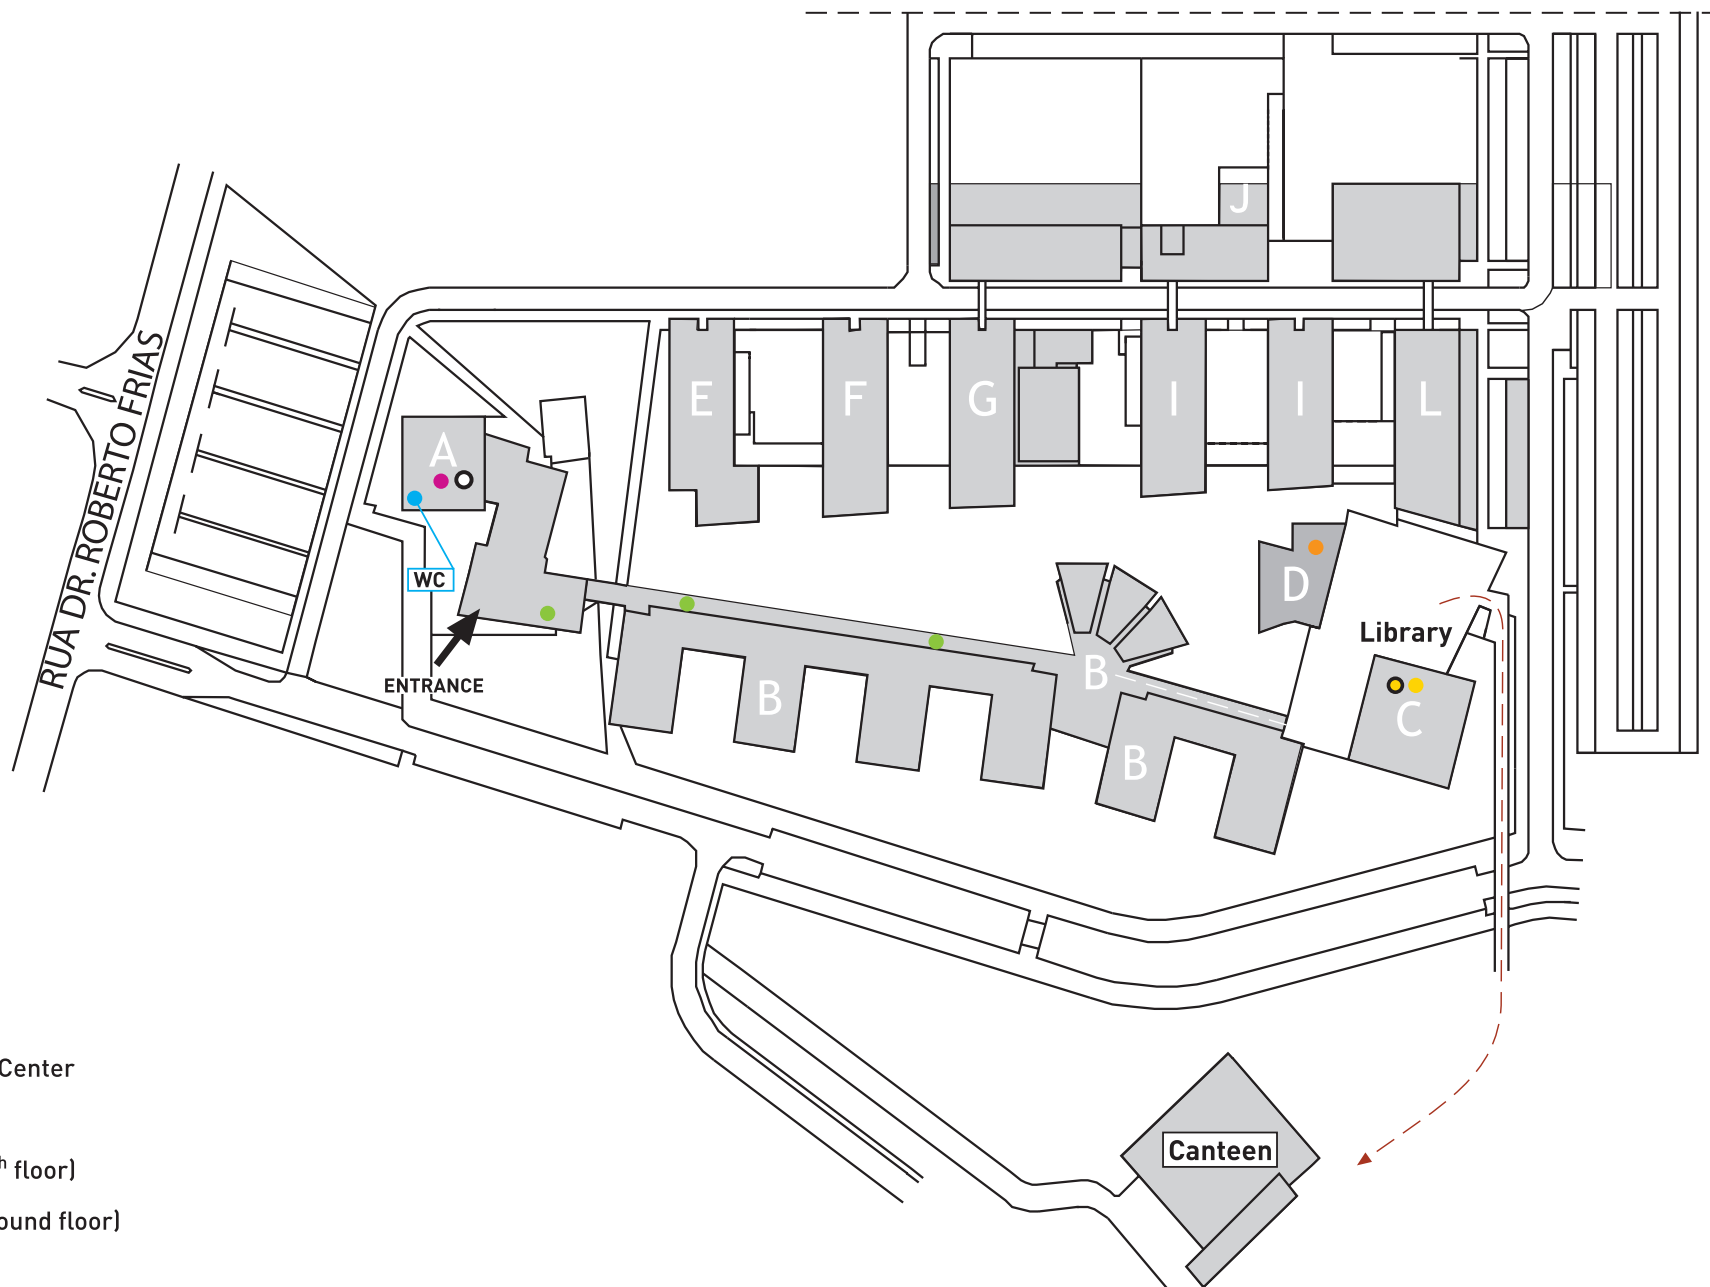 J
E
F
G
I
I
L
A
RUA DR. ROBERTO FRIAS
WC
D
Library
ENTRANCE
B
B
B
C
Center
h floor)
ound floor)
Canteen